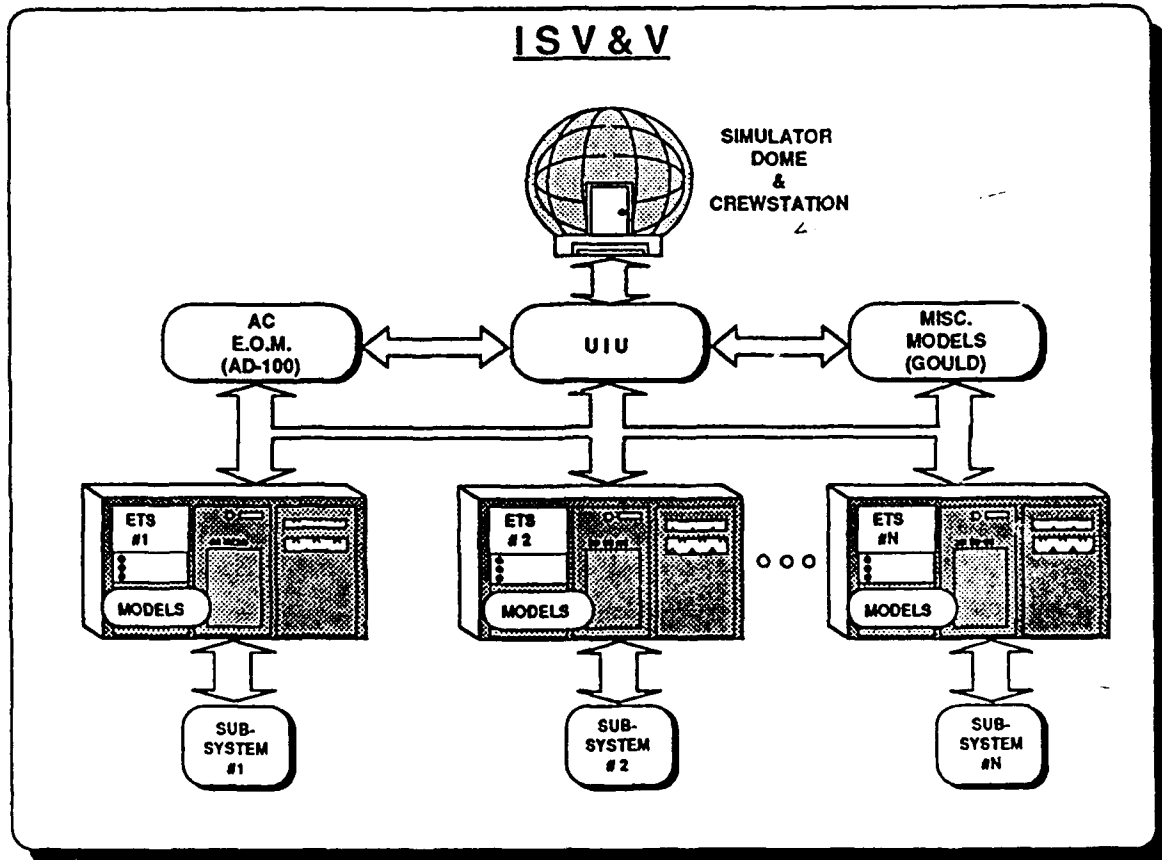 I S V & V
SIMULATOR
DOME
&
CREWSTATION
AC
E.O.M.
(AD-100)
U I U
MISC.
MODELS
(GOULD)
ETS
#1
MODELS
ETS
# 2
MODELS
ETS
#N
MODELS
SUB-
SYSTEM
#1
SUB-
SYSTEM
# 2
SUB-
SYSTEM
#N